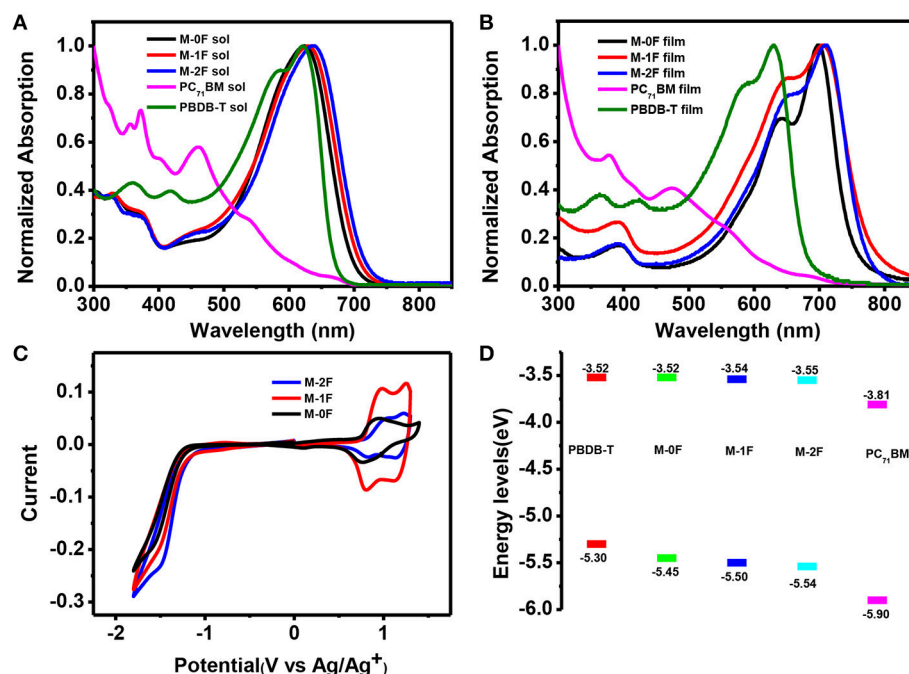 A
M-0F sol
M-1F sol
M-2F sol
PC71BM sol
PBDB-T sol
1.0
0.8
0.6
0.4
0.2
0.0
Normalized Absorption
300 400 500 600 700 800
Wavelength (nm)
B
M-0F film
M-1F film
M-2F film
PC71BM film
PBDB-T film
1.0
0.8
0.6
0.4
0.2
0.0
Normalized Absorption
300 400 500 600 700 800
Wavelength (nm)
C
M-2F
M-1F
M-0F
0.1
0.0
-0.1
-0.2
-0.3
Current
-2 -1 0 1
Potential(V vs Ag/Ag+)
D
-3.5
-4.0
-4.5
-5.0
-5.5
-6.0
Energy levels(eV)
-3.52 -3.52 -3.54 -3.55 -3.81
PBDB-T M-0F M-1F M-2F PC71BM
-5.30 -5.45 -5.50 -5.54 -5.90